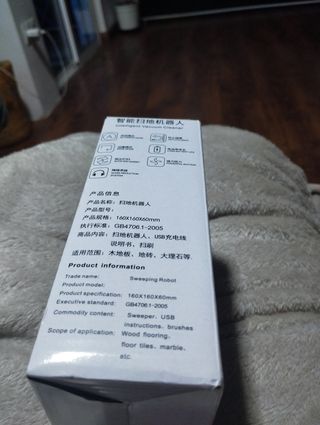 智能扫地机器人
Intelligent Vacuum Cleaner
产品信息
产品名称：扫地机器人
产品型号：
产品规格：160X160X60mm
执行标准：GB4706.1-2005
商品内容：扫地机器人、USB充电线
说明书、扫刷
适用范围：木地板、地砖、大理石等
Product information
Trade name: Sweeping Robot
Product model:
Product specification: 160X160X60mm
Executive standard: GB4706.1-2005
Commodity content: Sweeper, USB
instructions, brushes
Scope of application: Wood flooring,
floor tiles, marble,
etc